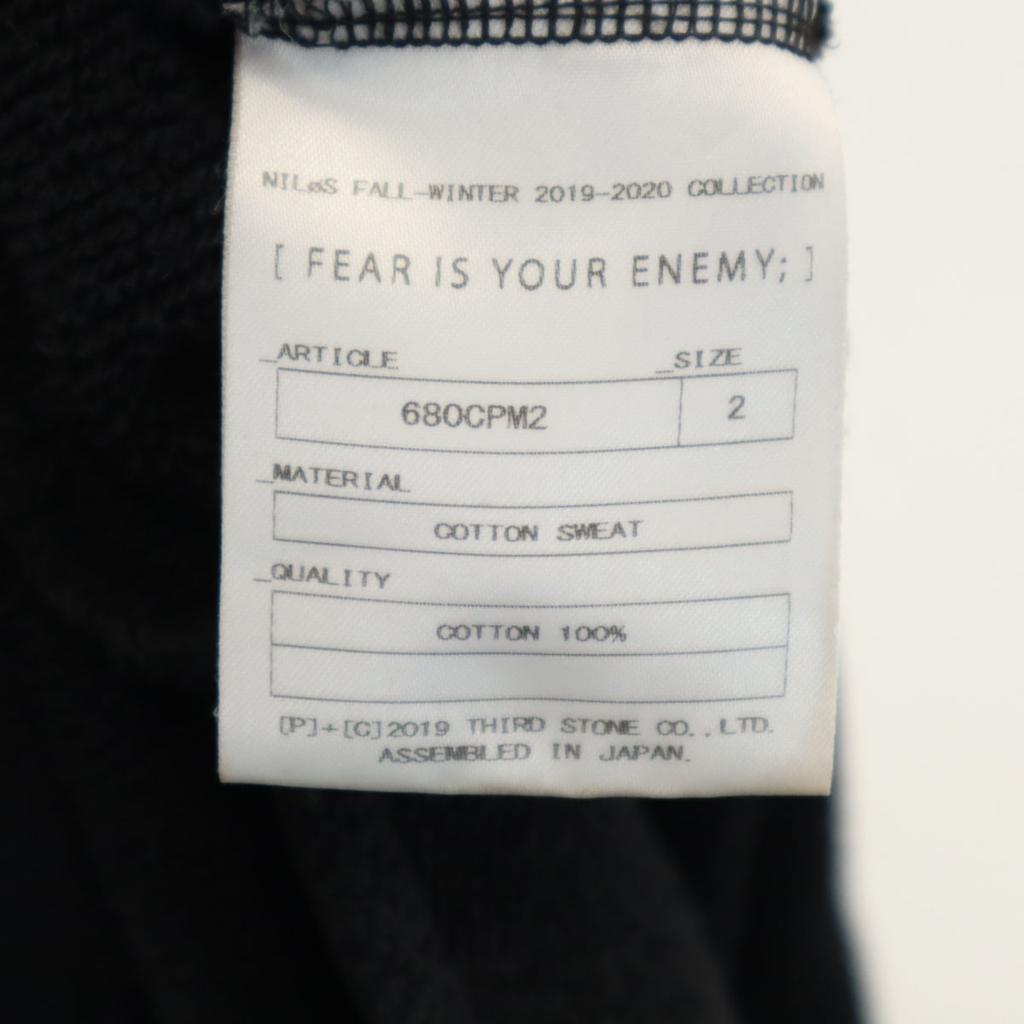 NILøS FALL-WINTER 2019-2020 COLLECTION
[ FEAR IS YOUR ENEMY; ]
_ARTICLE _SIZE
680CPM2 2
_MATERIAL
COTTON SWEAT
_QUALITY
COTTON 100%
[P]+[C]2019 THIRD STONE CO.,LTD.
ASSEMBLED IN JAPAN.